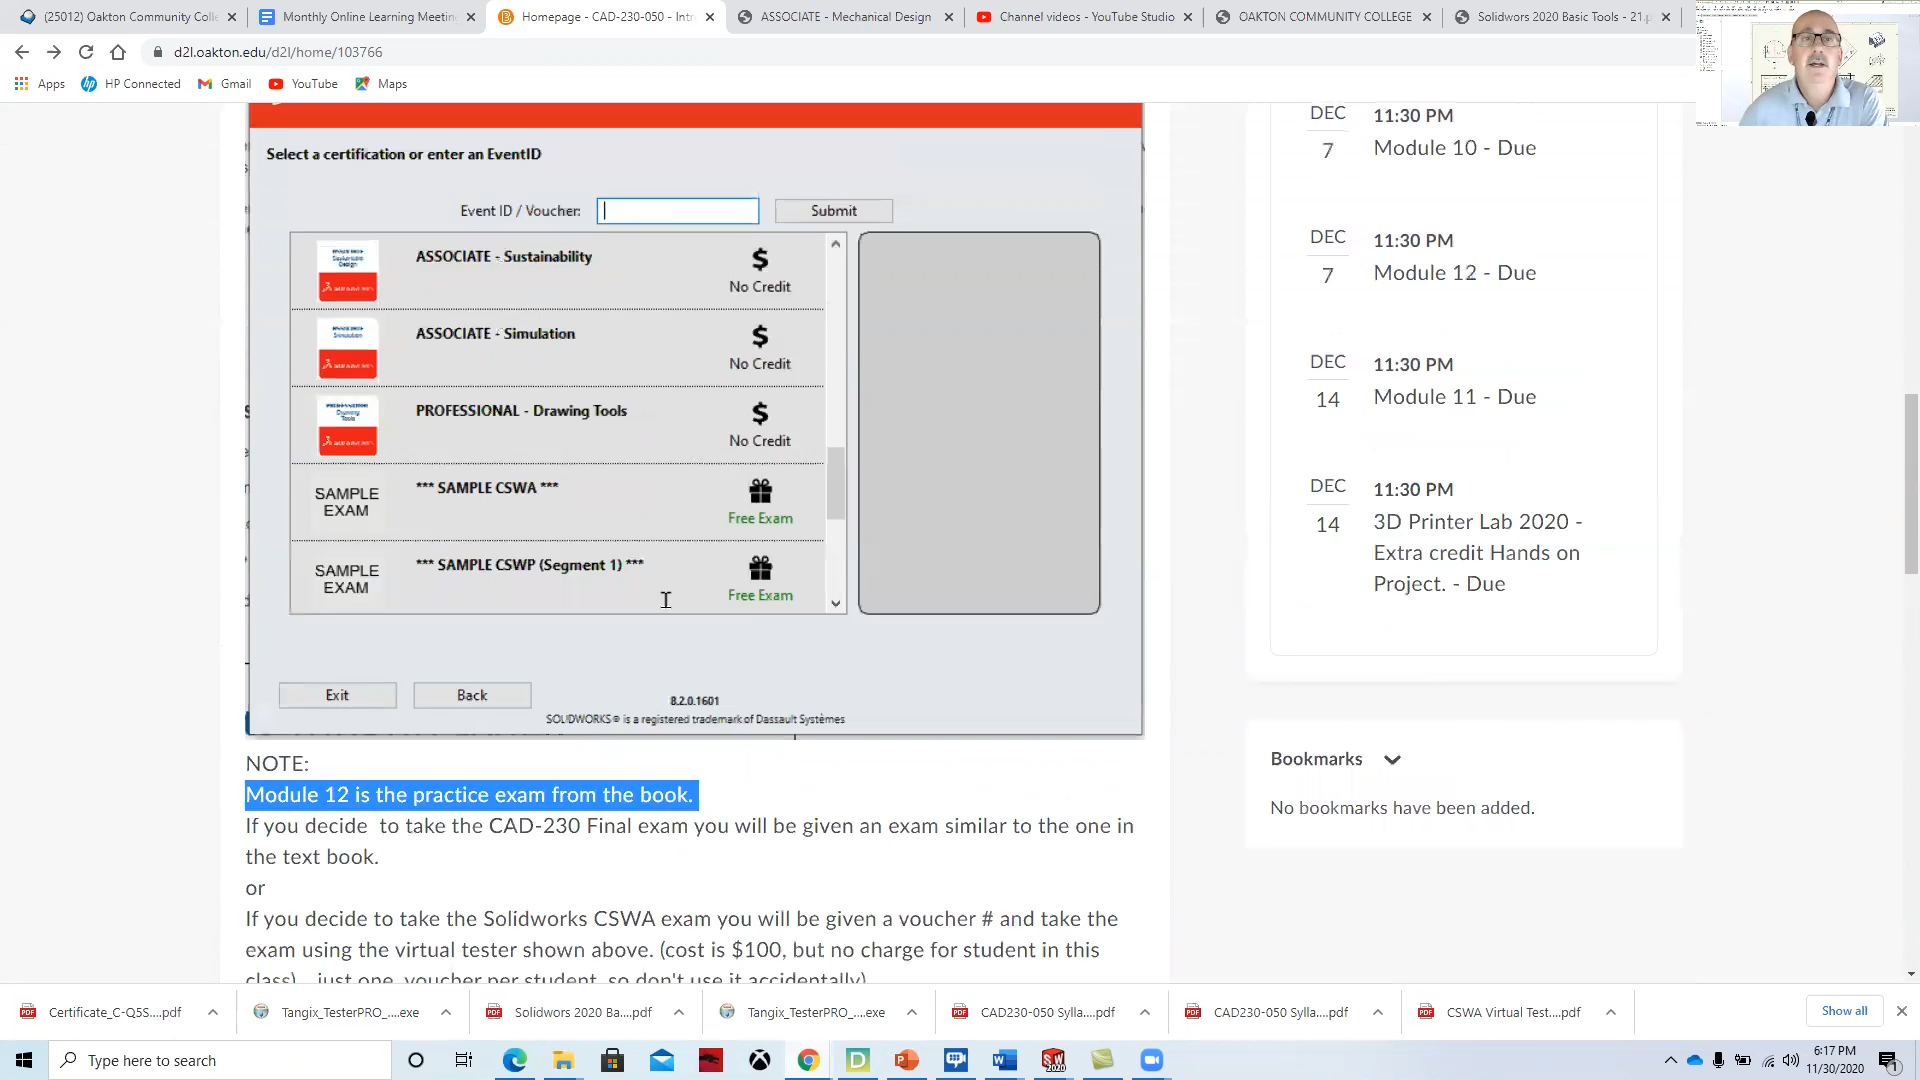 (25012) Oakton Community Colle
Monthly Online Learning Meetin
Homepage - CAD-230-050 - Intr
ASSOCIATE - Mechanical Design
Channel videos - YouTube Studio
OAKTON COMMUNITY COLLEGE
Solidwors 2020 Basic Tools - 21.p
d2l.oakton.edu/d2l/home/103766
Apps
HP Connected
Gmail
YouTube
Maps
Select a certification or enter an EventID
Event ID / Voucher:
Submit
ASSOCIATE - Sustainability
$
No Credit
ASSOCIATE - Simulation
$
No Credit
PROFESSIONAL - Drawing Tools
$
No Credit
SAMPLE
EXAM
*** SAMPLE CSWA ***
Free Exam
SAMPLE
EXAM
*** SAMPLE CSWP (Segment 1) ***
Free Exam
Exit
Back
8.2.0.1601
SOLIDWORKS® is a registered trademark of Dassault Systèmes
NOTE:
Module 12 is the practice exam from the book.
If you decide to take the CAD-230 Final exam you will be given an exam similar to the one in
the text book.
or
If you decide to take the Solidworks CSWA exam you will be given a voucher # and take the
exam using the virtual tester shown above. (cost is $100, but no charge for student in this
class) just one voucher per student, so don't use it accidentally)
DEC
7
11:30 PM
Module 10 - Due
DEC
7
11:30 PM
Module 12 - Due
DEC
14
11:30 PM
Module 11 - Due
DEC
14
11:30 PM
3D Printer Lab 2020 -
Extra credit Hands on
Project. - Due
Bookmarks
No bookmarks have been added.
Certificate_C-Q5S....pdf
Tangix_TesterPRO_....exe
Solidwors 2020 Ba....pdf
Tangix_TesterPRO_....exe
CAD230-050 Sylla....pdf
CAD230-050 Sylla....pdf
CSWA Virtual Test....pdf
Show all
Type here to search
6:17 PM
11/30/2020